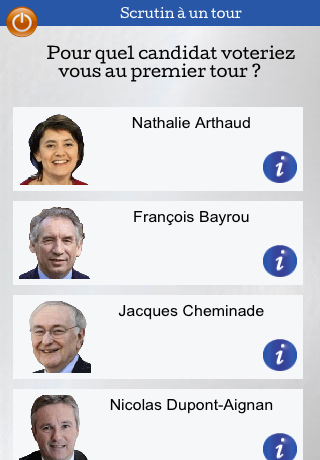 Scrutin à un tour
Pour quel candidat voteriez
vous au premier tour ?
Nathalie Arthaud
i
François Bayrou
i
Jacques Cheminade
i
Nicolas Dupont-Aignan
i